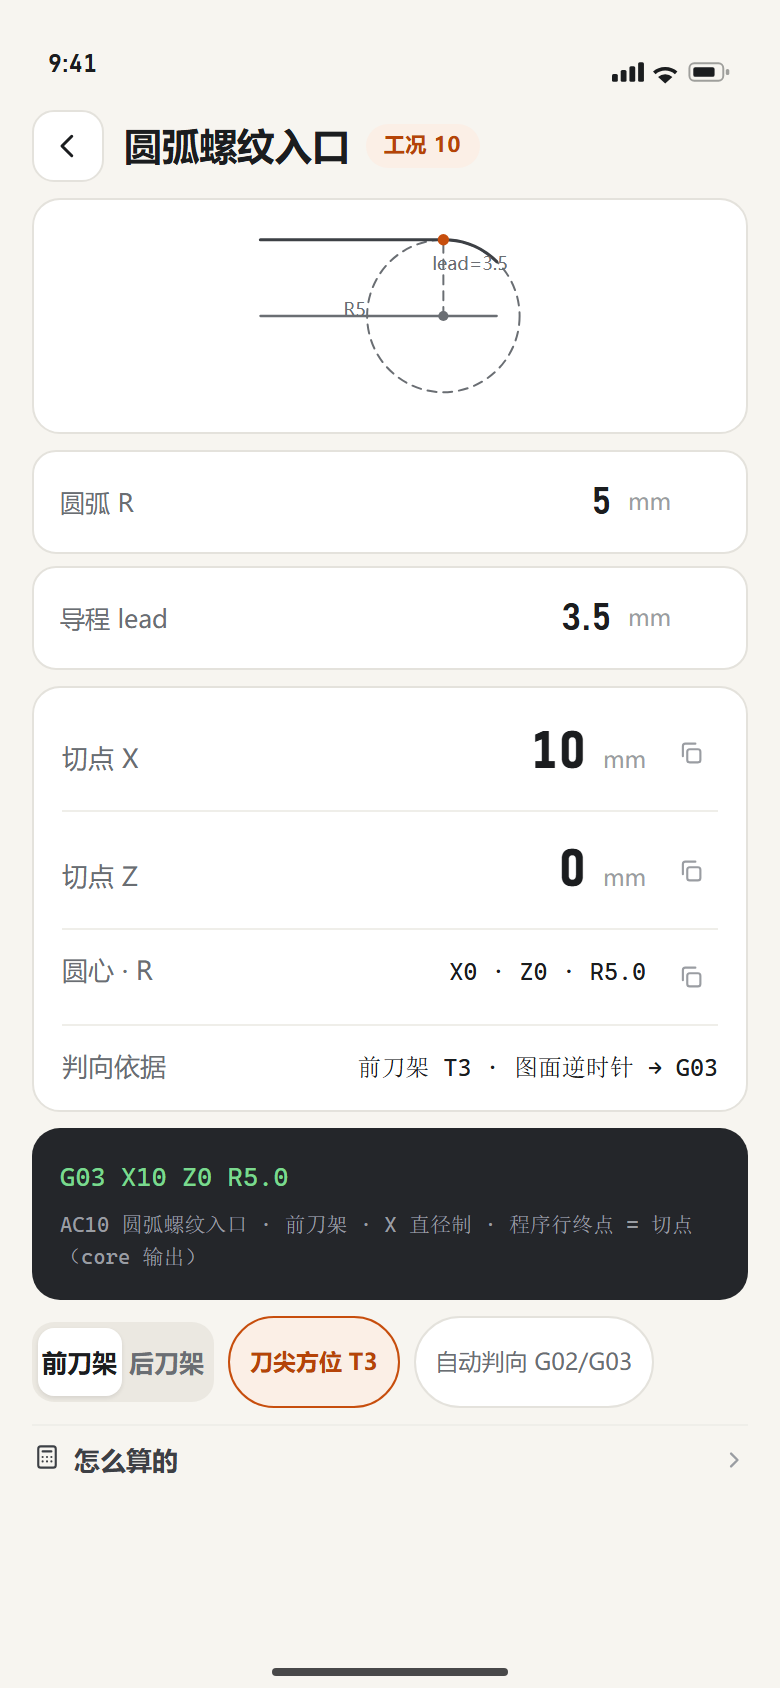 9:41
圆弧螺纹入口 工况 10
lead=3.5
R5
圆弧 R 5 mm
导程 lead 3.5 mm
切点 X 10 mm
切点 Z 0 mm
圆心 · R X0 · Z0 · R5.0
判向依据 前刀架 T3 · 图面逆时针 → G03
G03 X10 Z0 R5.0
AC10 圆弧螺纹入口 · 前刀架 · X 直径制 · 程序行终点 = 切点
（core 输出）
前刀架 后刀架 刀尖方位 T3 自动判向 G02/G03
怎么算的